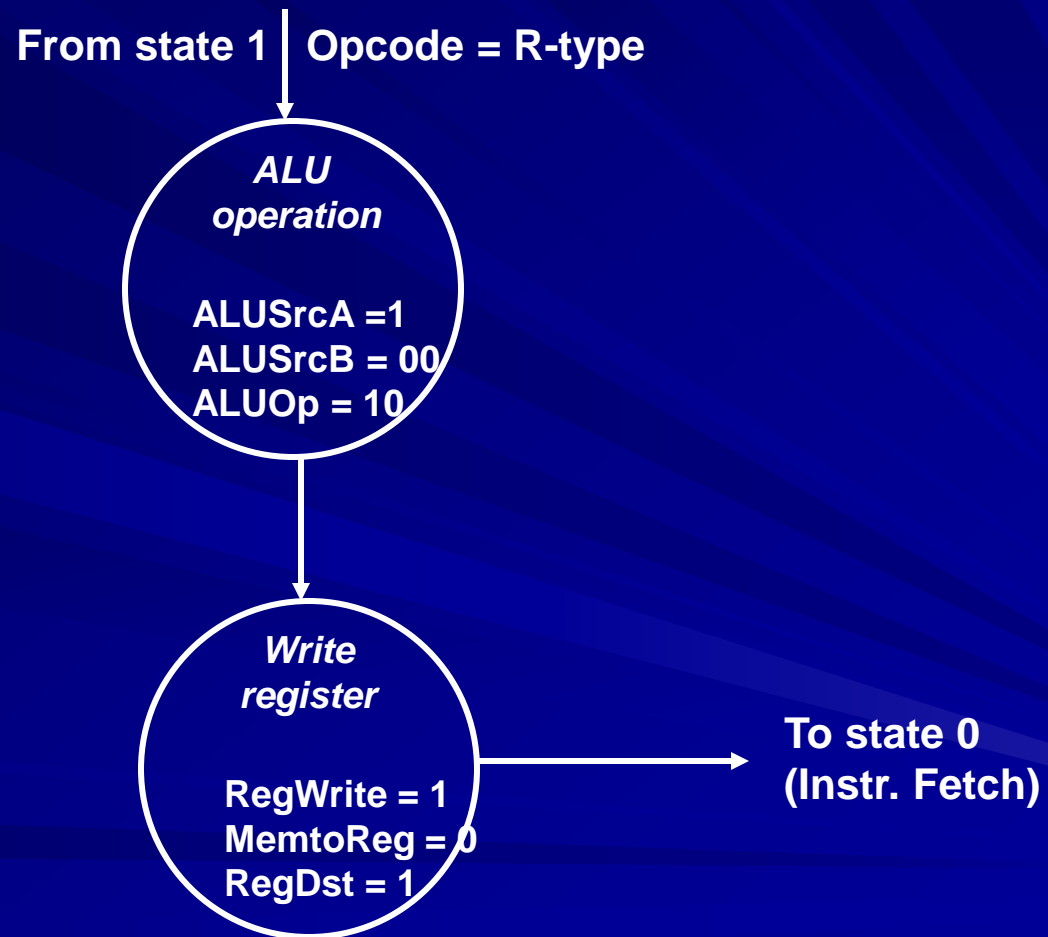 From state 1 Opcode = R-type
ALU
operation
ALUSrcA =1
ALUSrcB = 00
ALUOp = 10
Write
register
RegWrite = 1
MemtoReg = 0
RegDst = 1
To state 0
(Instr. Fetch)